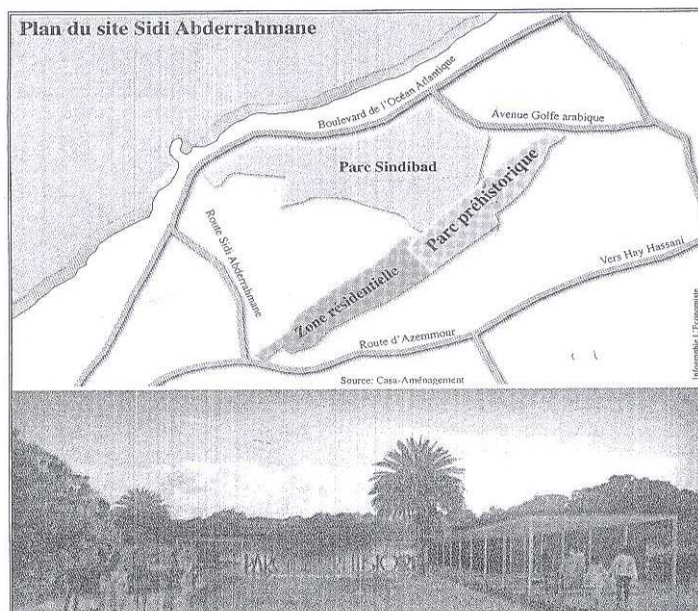 Plan du site Sidi Abderrahmane
Boulevard de l'Océan Atlantique
Avenue Golfe arabique
Parc Sindibad
Parc préhistorique
Route Sidi Abderrahmane
Zone résidentielle
Vers Hay Hassani
Route d'Azemmour
Source: Casa-Aménagement
Infographie L'Economiste
PARC